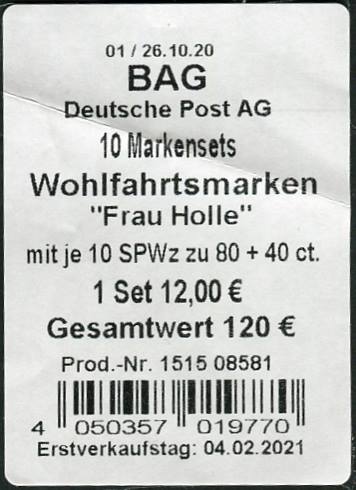 01 / 26.10.20
BAG
Deutsche Post AG
10 Markensets
Wohlfahrtsmarken
"Frau Holle"
mit je 10 SPWz zu 80 + 40 ct.
1 Set 12,00 €
Gesamtwert 120 €
Prod.-Nr. 1515 08581
4 050357 019770
Erstverkaufstag: 04.02.2021